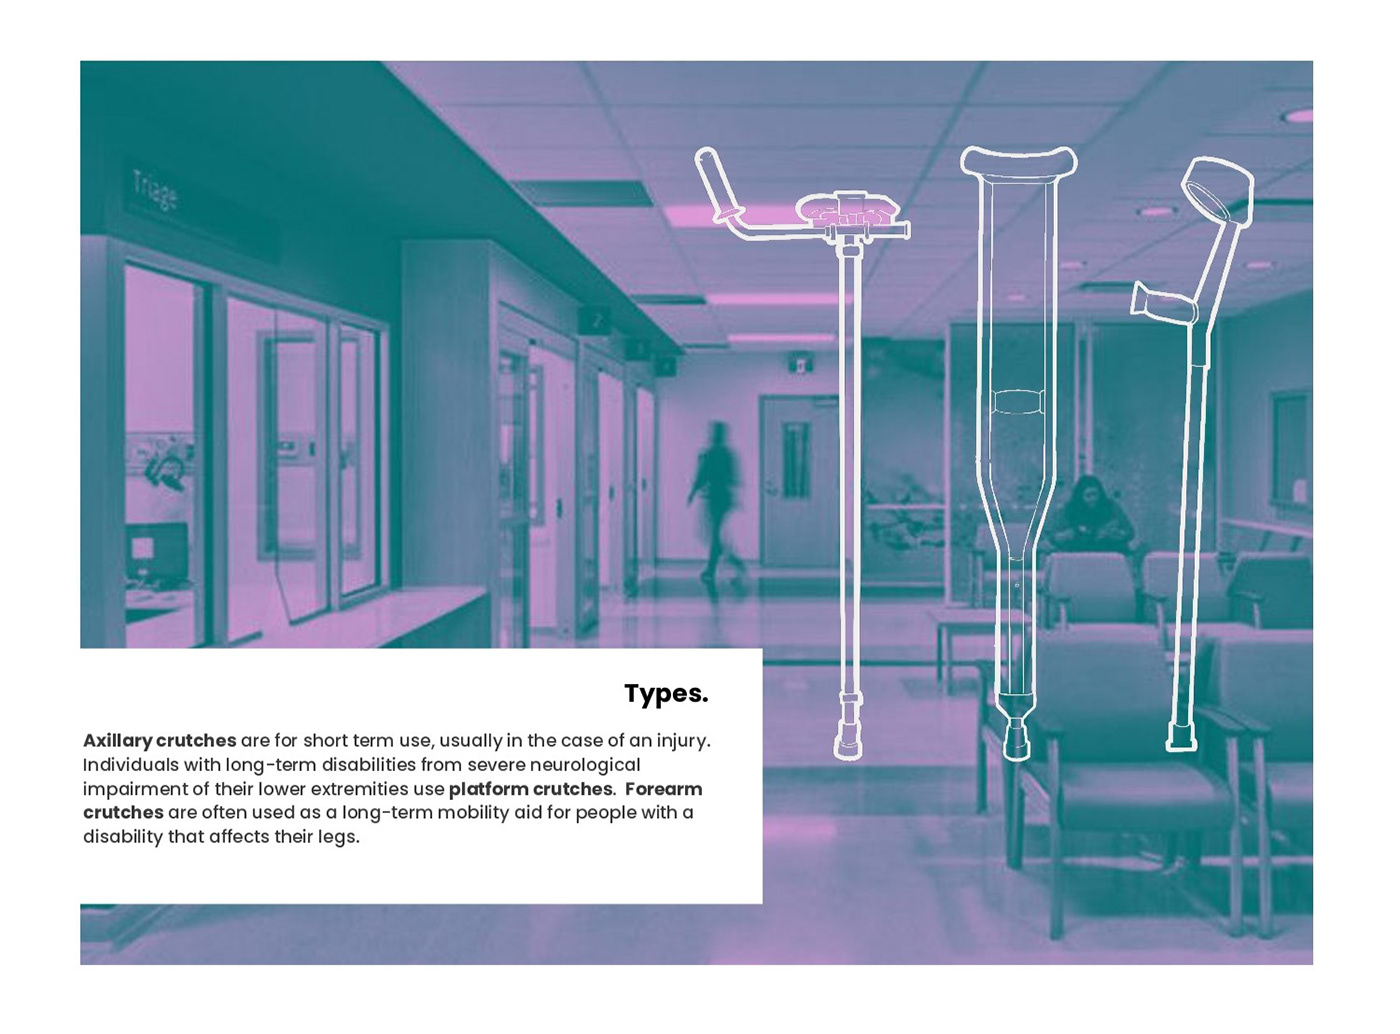 Triage
2
Types.
Axillary crutches are for short term use, usually in the case of an injury.
Individuals with long-term disabilities from severe neurological
impairment of their lower extremities use platform crutches.  Forearm
crutches are often used as a long-term mobility aid for people with a
disability that affects their legs.